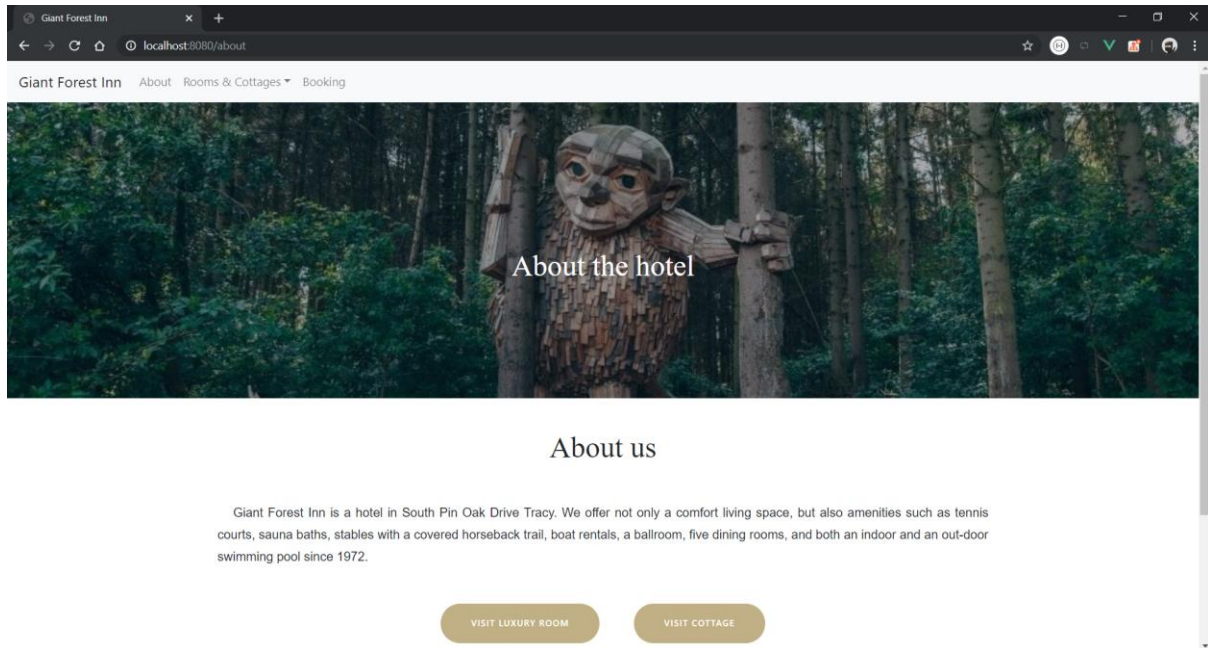 Giant Forest Inn
localhost:8080/about
Giant Forest Inn About Rooms & Cottages Booking
About the hotel
About us
Giant Forest Inn is a hotel in South Pin Oak Drive Tracy. We offer not only a comfort living space, but also amenities such as tennis
courts, sauna baths, stables with a covered horseback trail, boat rentals, a ballroom, five dining rooms, and both an indoor and an out-door
swimming pool since 1972.
VISIT LUXURY ROOM VISIT COTTAGE